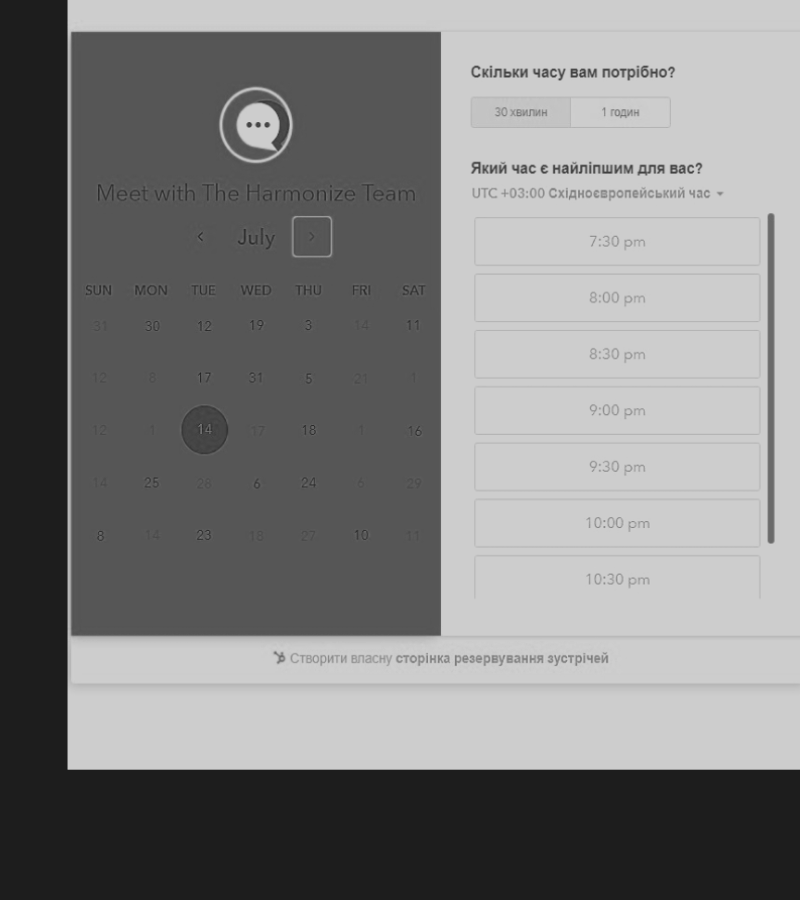 Meet with The Harmonize Team
July
SUN MON TUE WED THU FRI SAT
31 30 12 19 3 14 11
12 8 17 31 5 21 1
12 1 14 17 18 1 16
14 25 28 6 24 6 29
8 14 23 18 27 10 11
Скільки часу вам потрібно?
30 хвилин 1 годин
Який час є найліпшим для вас?
UTC +03:00 Східноєвропейський час
7:30 pm
8:00 pm
8:30 pm
9:00 pm
9:30 pm
10:00 pm
10:30 pm
Створити власну сторінка резервування зустрічей